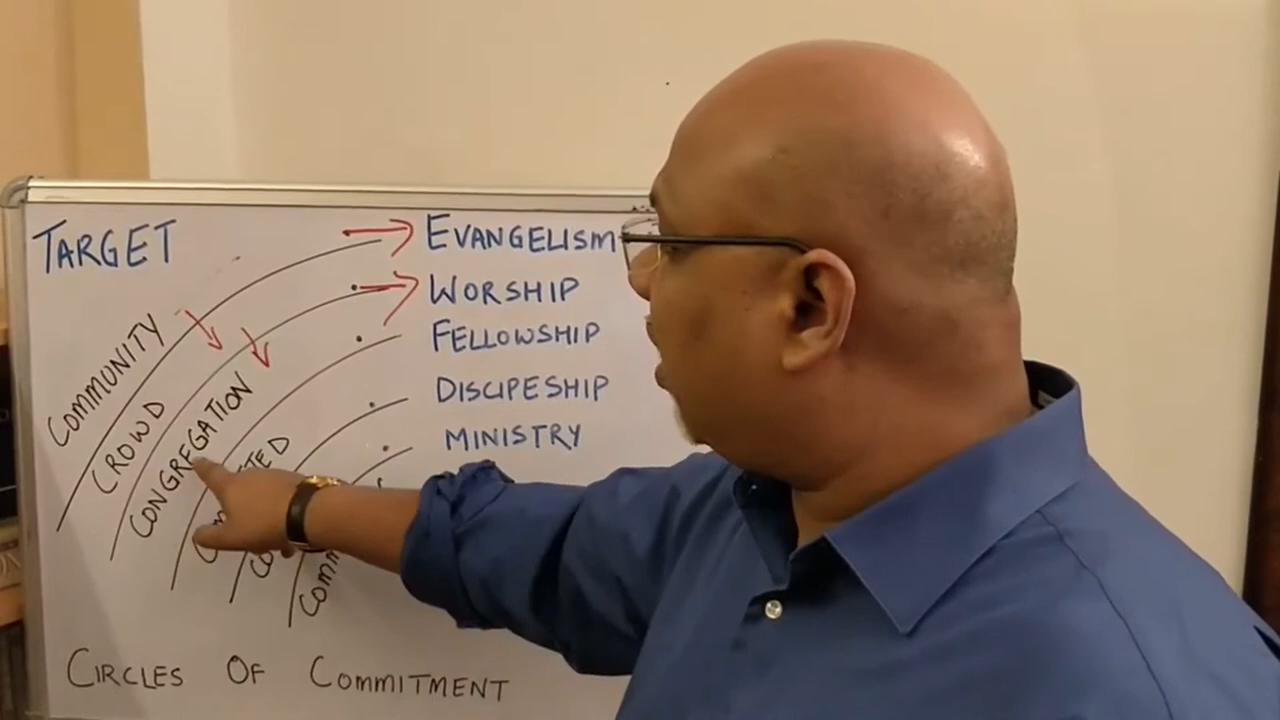 TARGET
EVANGELISM
WORSHIP
FELLOWSHIP
DISCIPESHIP
MINISTRY
COMMUNITY
CROWD
CONGREGATION
CIRCLES OF COMMITMENT